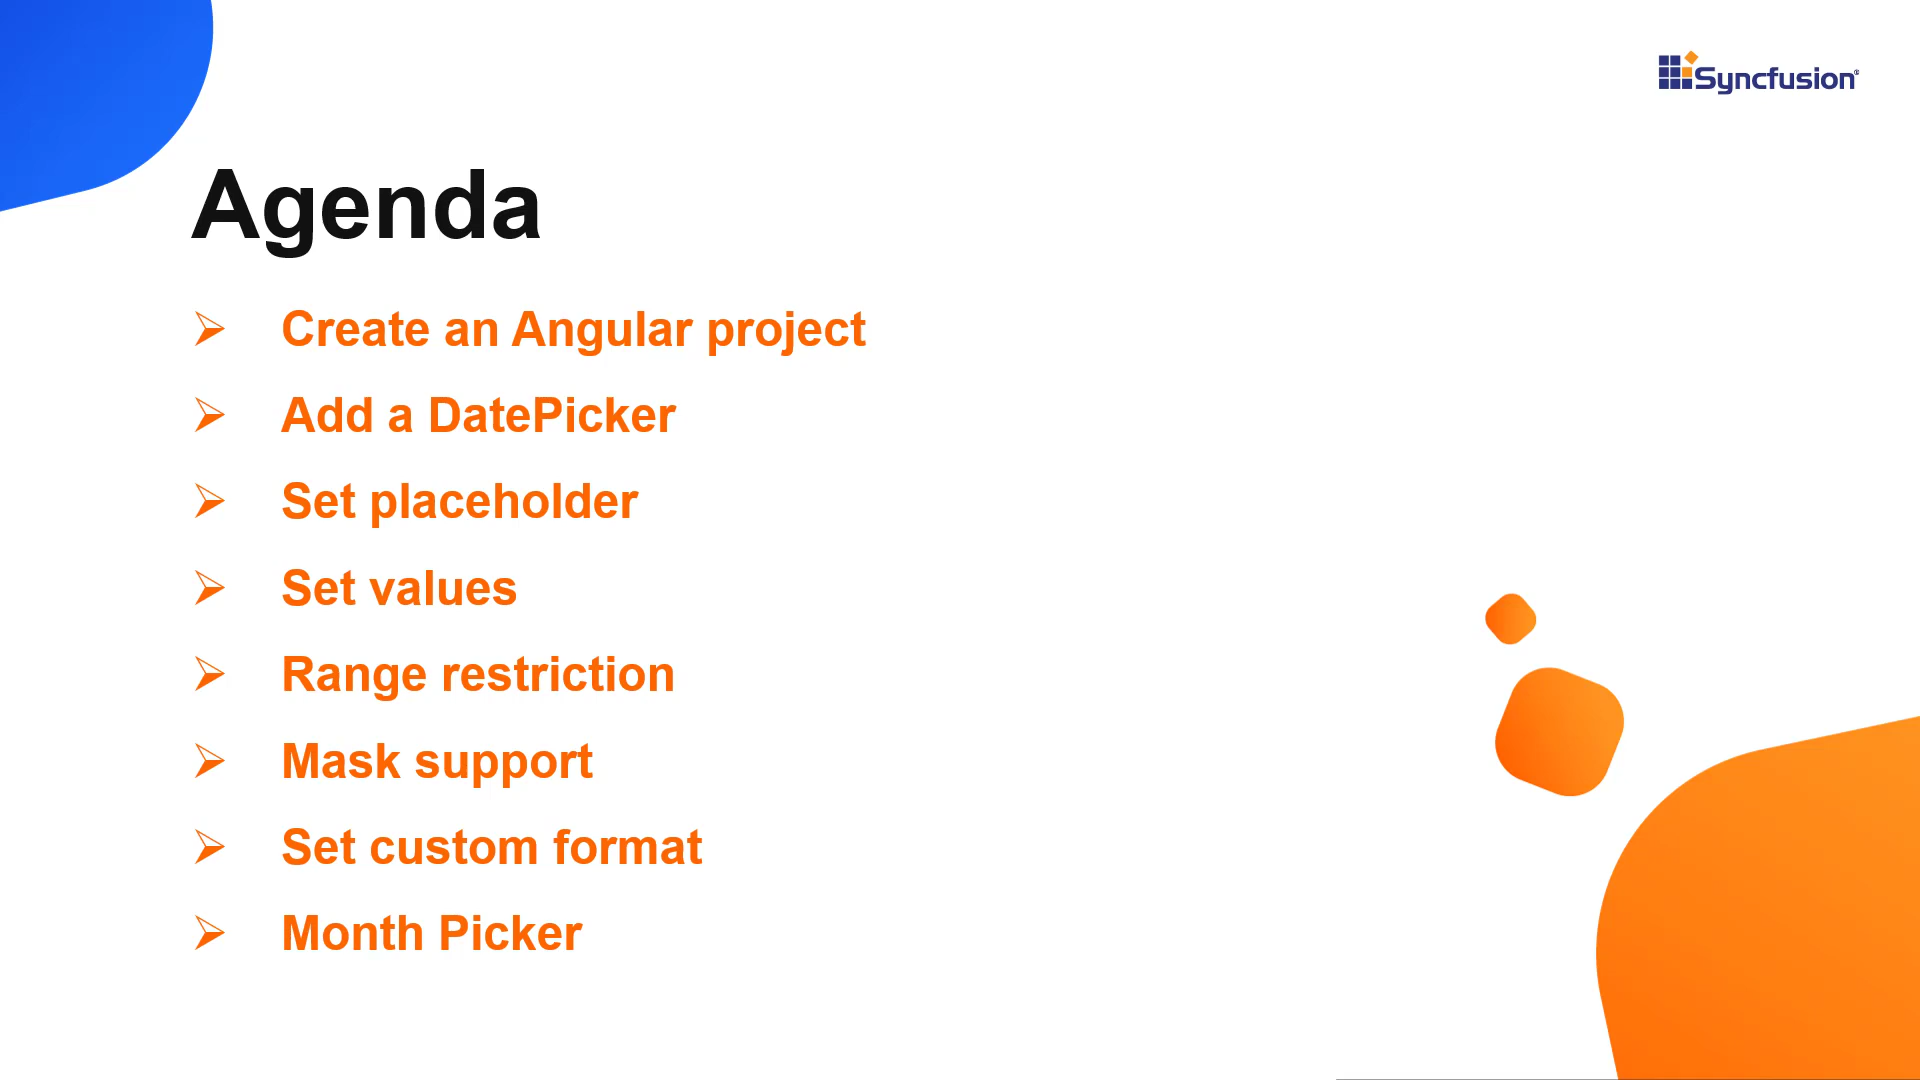 Syncfusion®
Agenda
Create an Angular project
Add a DatePicker
Set placeholder
Set values
Range restriction
Mask support
Set custom format
Month Picker